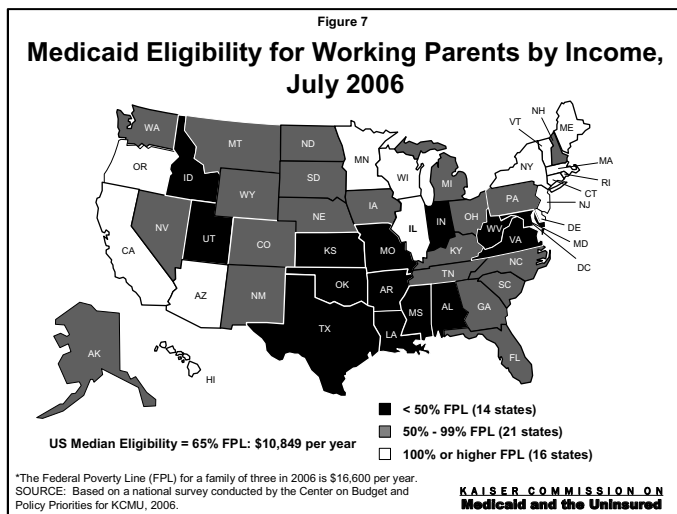 Figure 7
Medicaid Eligibility for Working Parents by Income,
July 2006
WA
MT
ND
MN
VT
NH
ME
OR
ID
WY
SD
WI
MI
NY
MA
RI
CT
NJ
PA
NV
UT
CO
NE
IA
IL
IN
OH
WV
VA
DE
MD
DC
CA
KS
MO
KY
NC
TN
SC
AZ
NM
OK
AR
MS
AL
GA
TX
LA
FL
AK
HI
< 50% FPL (14 states)
50% - 99% FPL (21 states)
100% or higher FPL (16 states)
US Median Eligibility = 65% FPL: $10,849 per year
*The Federal Poverty Line (FPL) for a family of three in 2006 is $16,600 per year.
SOURCE: Based on a national survey conducted by the Center on Budget and
Policy Priorities for KCMU, 2006.
KAISER COMMISSION ON
Medicaid and the Uninsured